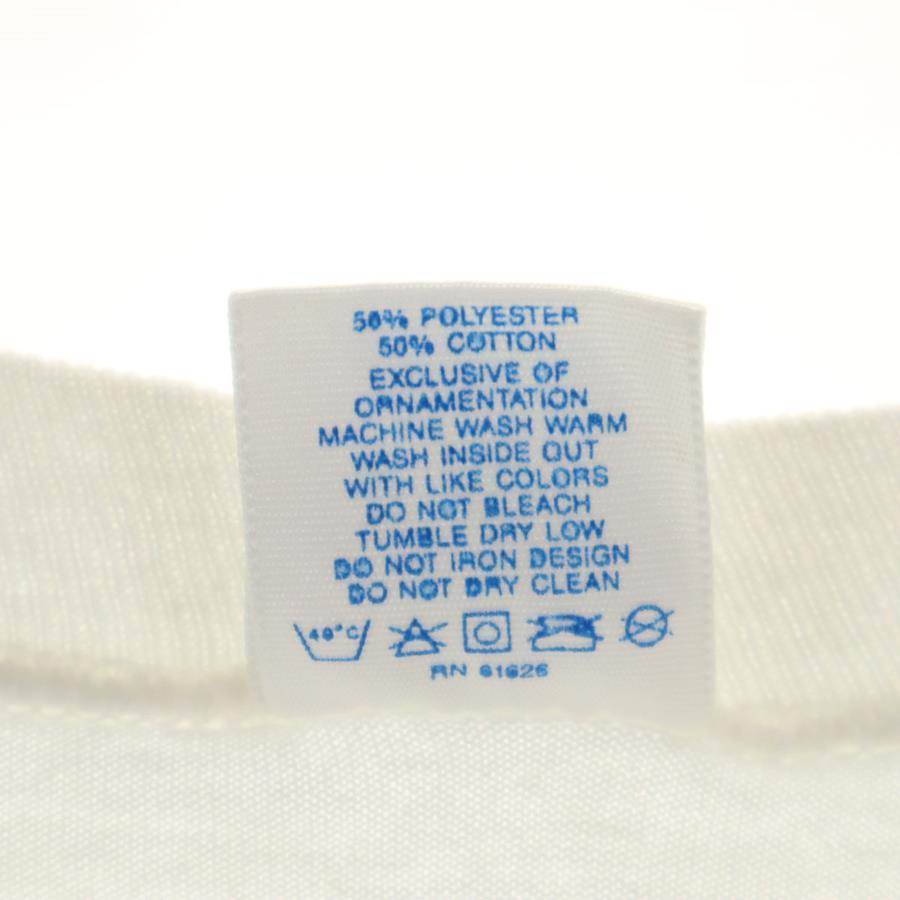 50% POLYESTER
50% COTTON
EXCLUSIVE OF
ORNAMENTATION
MACHINE WASH WARM
WASH INSIDE OUT
WITH LIKE COLORS
DO NOT BLEACH
TUMBLE DRY LOW
DO NOT IRON DESIGN
DO NOT DRY CLEAN
40°C
RN 61626